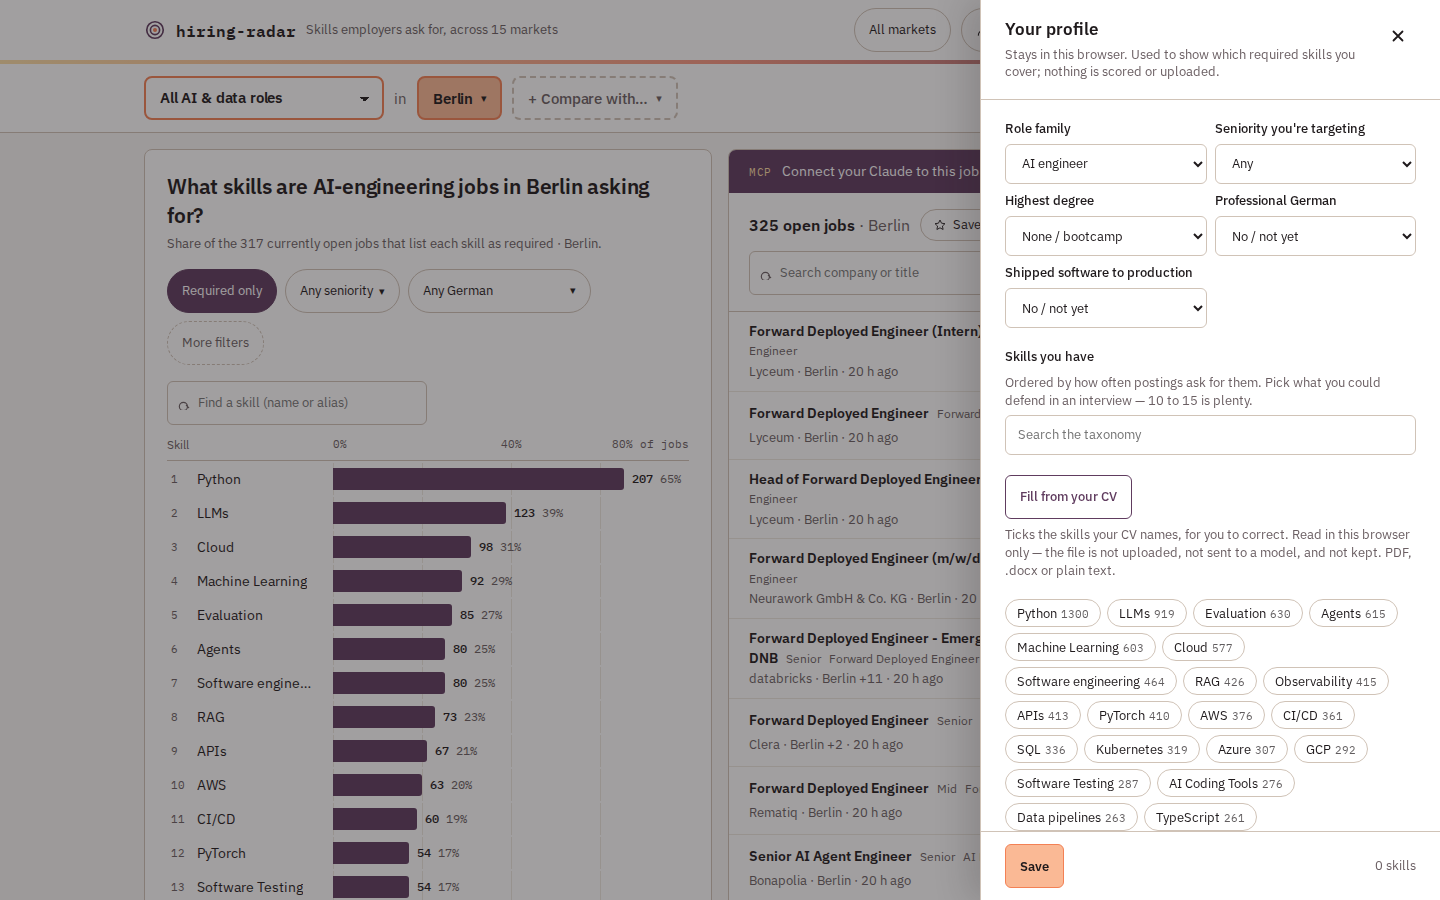 hiring-radar
Skills employers ask for, across 15 markets
All markets
All AI & data roles
in
Berlin
+ Compare with...
What skills are AI-engineering jobs in Berlin asking
for?
Share of the 317 currently open jobs that list each skill as required · Berlin.
Required only
Any seniority
Any German
More filters
Find a skill (name or alias)
Skill 0% 40% 80% of jobs
1 Python 207 65%
2 LLMs 123 39%
3 Cloud 98 31%
4 Machine Learning 92 29%
5 Evaluation 85 27%
6 Agents 80 25%
7 Software engine... 80 25%
8 RAG 73 23%
9 APIs 67 21%
10 AWS 63 20%
11 CI/CD 60 19%
12 PyTorch 54 17%
13 Software Testing 54 17%
MCP Connect your Claude to this job
325 open jobs · Berlin
Save
Search company or title
Forward Deployed Engineer (Intern)
Engineer
Lyceum · Berlin · 20 h ago
Forward Deployed Engineer Forward
Lyceum · Berlin · 20 h ago
Head of Forward Deployed Engineer
Engineer
Lyceum · Berlin · 20 h ago
Forward Deployed Engineer (m/w/d
Engineer
Neurawork GmbH & Co. KG · Berlin · 20
Forward Deployed Engineer - Emerg
DNB Senior Forward Deployed Engineer
databricks · Berlin +11 · 20 h ago
Forward Deployed Engineer Senior
Clera · Berlin +2 · 20 h ago
Forward Deployed Engineer Mid Fo
Rematiq · Berlin · 20 h ago
Senior AI Agent Engineer Senior AI
Bonapolia · Berlin · 20 h ago
Your profile
Stays in this browser. Used to show which required skills you
cover; nothing is scored or uploaded.
Role family
AI engineer
Seniority you're targeting
Any
Highest degree
None / bootcamp
Professional German
No / not yet
Shipped software to production
No / not yet
Skills you have
Ordered by how often postings ask for them. Pick what you could
defend in an interview — 10 to 15 is plenty.
Search the taxonomy
Fill from your CV
Ticks the skills your CV names, for you to correct. Read in this browser
only — the file is not uploaded, not sent to a model, and not kept. PDF,
.docx or plain text.
Python 1300 LLMs 919 Evaluation 630 Agents 615
Machine Learning 603 Cloud 577
Software engineering 464 RAG 426 Observability 415
APIs 413 PyTorch 410 AWS 376 CI/CD 361
SQL 336 Kubernetes 319 Azure 307 GCP 292
Software Testing 287 AI Coding Tools 276
Data pipelines 263 TypeScript 261
Save
0 skills